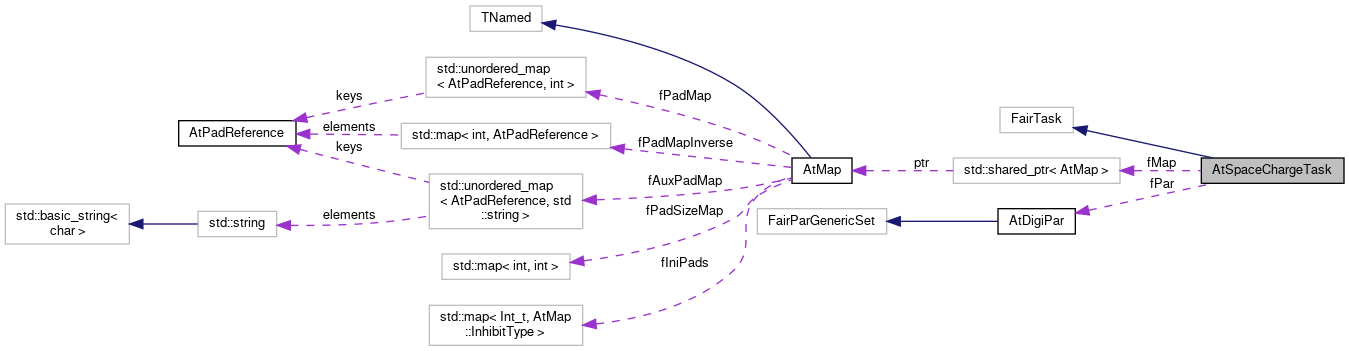 TNamed
std::unordered_map
< AtPadReference, int >
keys
fPadMap
AtPadReference
elements
std::map< int, AtPadReference >
fPadMapInverse
keys
FairTask
AtMap
ptr
std::shared_ptr< AtMap >
fMap
AtSpaceChargeTask
fPar
std::unordered_map
< AtPadReference, std
::string >
fAuxPadMap
fPadSizeMap
std::basic_string<
char >
std::string
elements
FairParGenericSet
AtDigiPar
std::map< int, int >
fIniPads
std::map< Int_t, AtMap
::InhibitType >